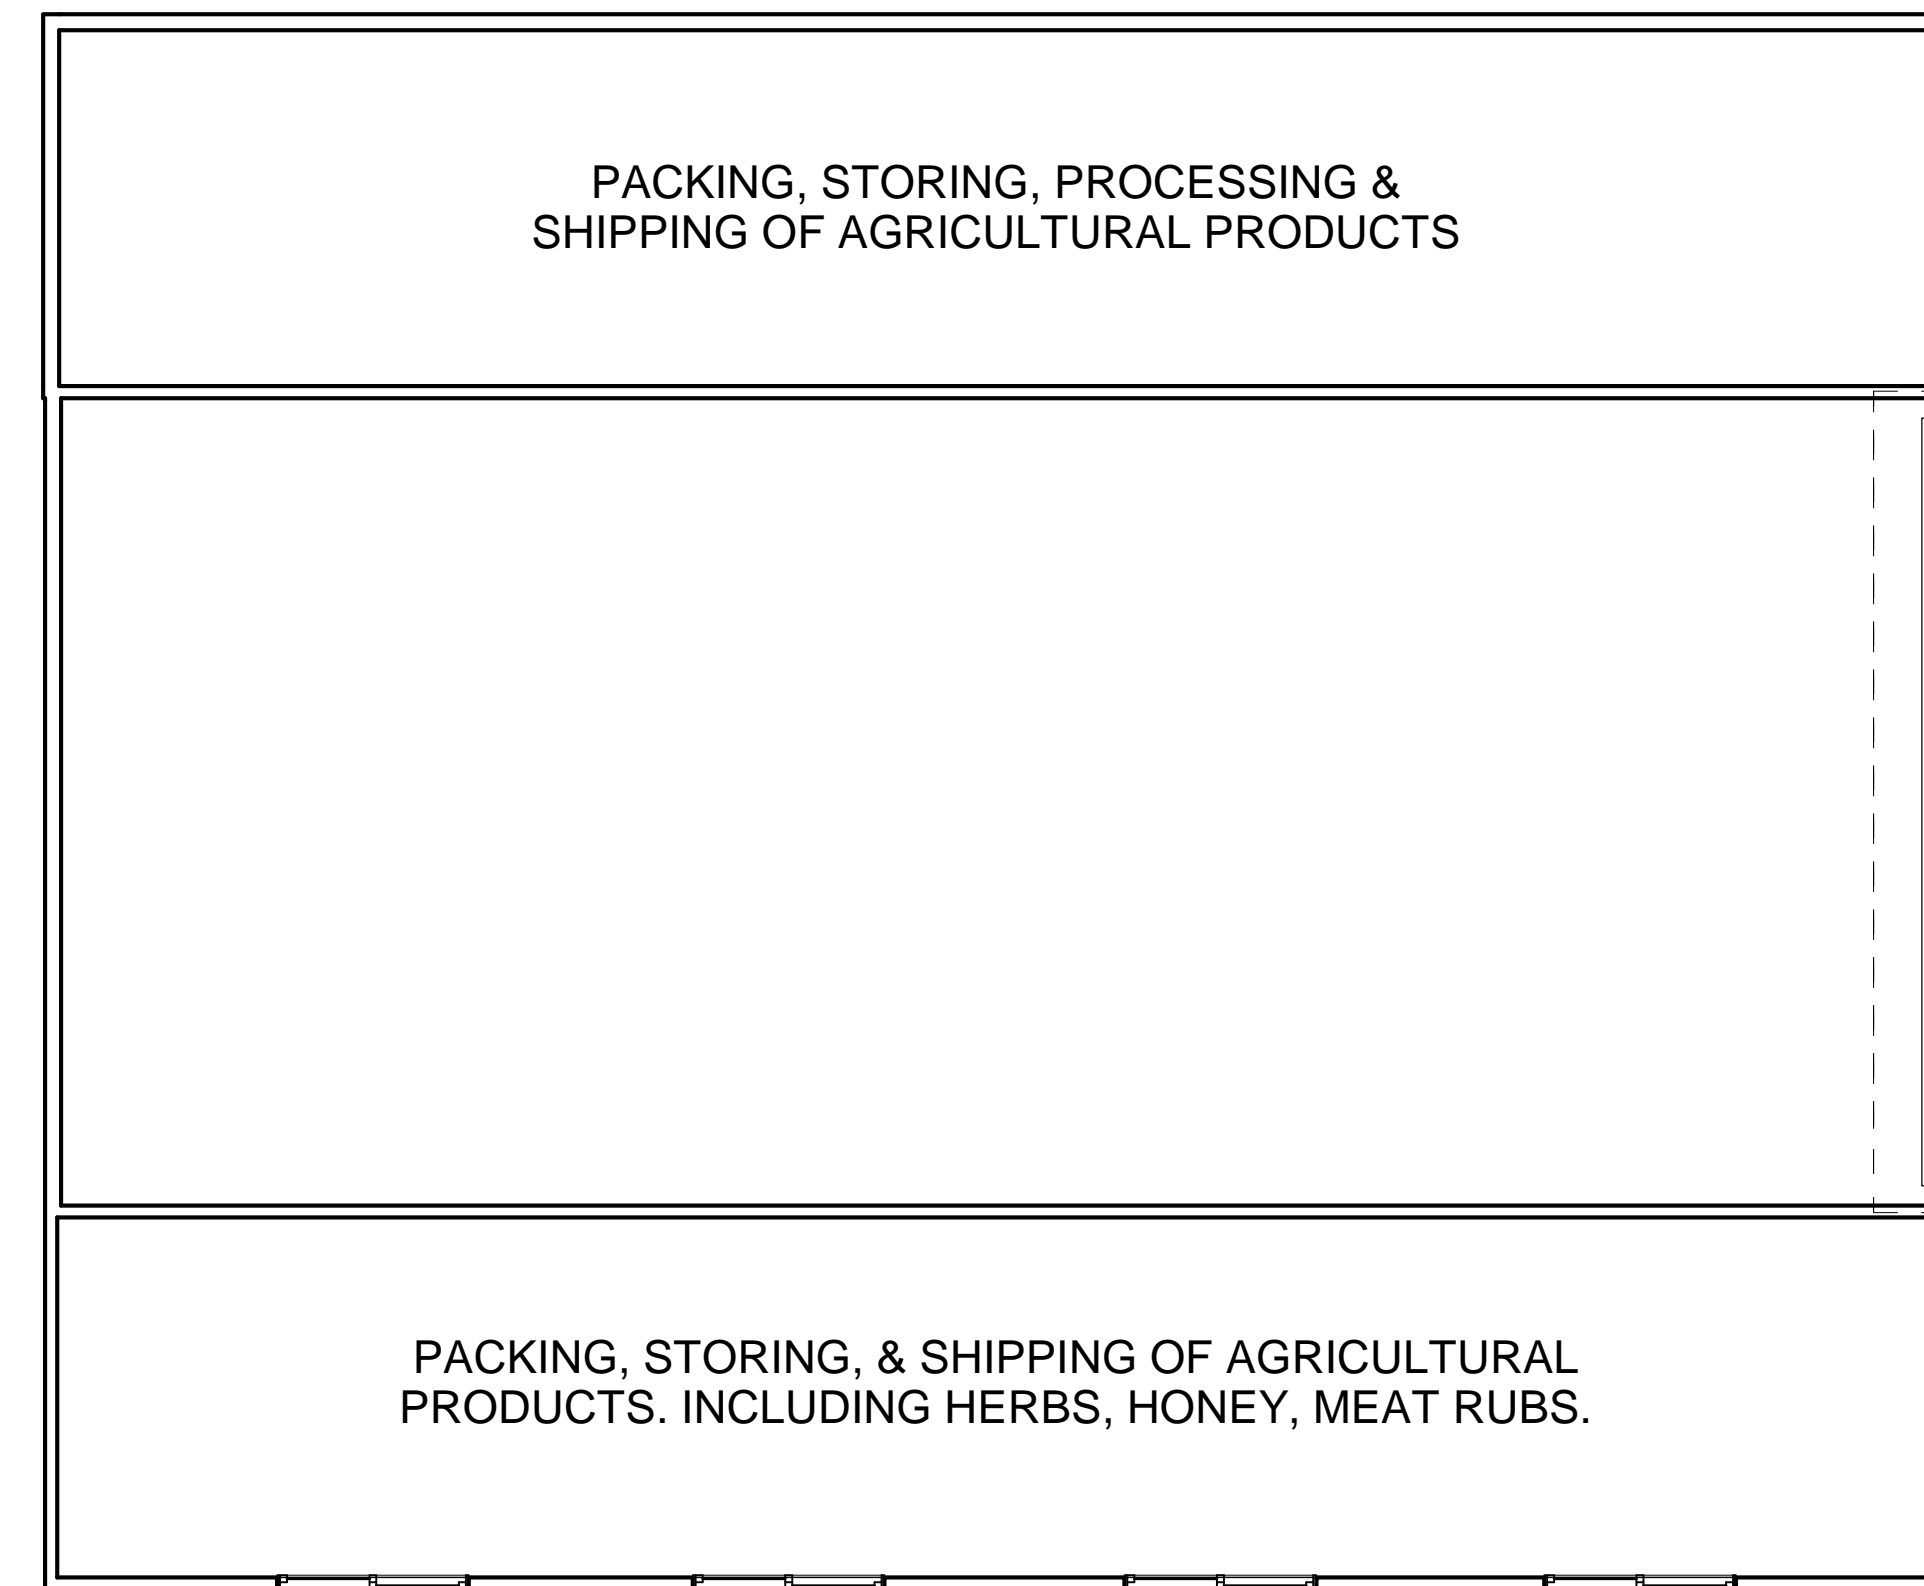 PACKING, STORING, PROCESSING &
SHIPPING OF AGRICULTURAL PRODUCTS
PACKING, STORING, & SHIPPING OF AGRICULTURAL
PRODUCTS. INCLUDING HERBS, HONEY, MEAT RUBS.